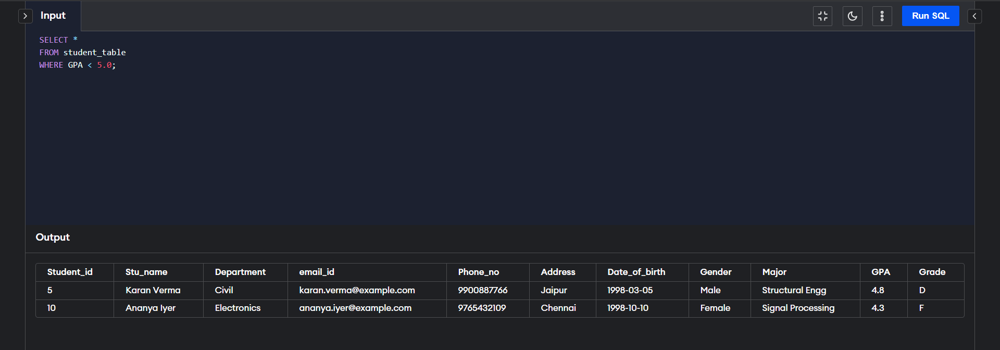 Input
Run SQL
SELECT *
FROM student_table
WHERE GPA < 5.0;
Output
Student_id Stu_name Department email_id Phone_no Address Date_of_birth Gender Major GPA Grade
5 Karan Verma Civil karan.verma@example.com 9900887766 Jaipur 1998-03-05 Male Structural Engg 4.8 D
10 Ananya Iyer Electronics ananya.iyer@example.com 9765432109 Chennai 1998-10-10 Female Signal Processing 4.3 F